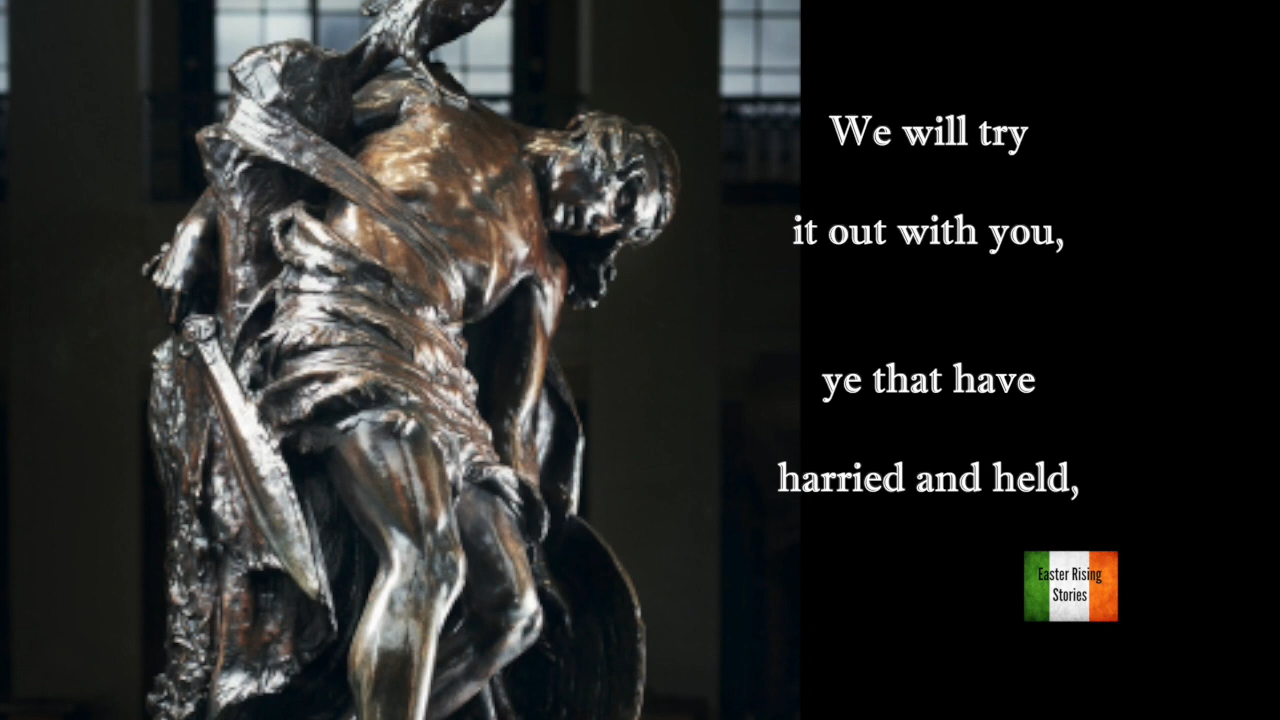 We will try
it out with you,
ye that have
harried and held,
Easter Rising
Stories